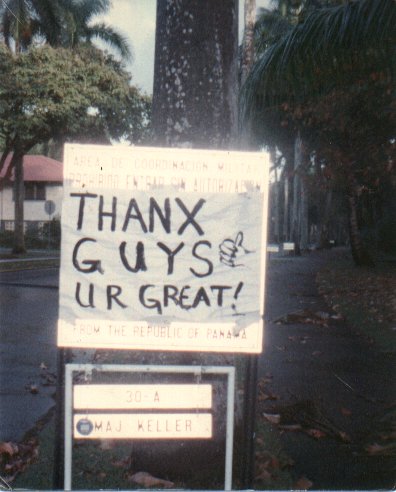 AREA DE COORDINACION MILITAR
PROHIBIDO ENTRAR SIN AUTORIZACION
THANX
GUYS
U R GREAT!
FROM THE REPUBLIC OF PANAMA
30-A
MAJ KELLER